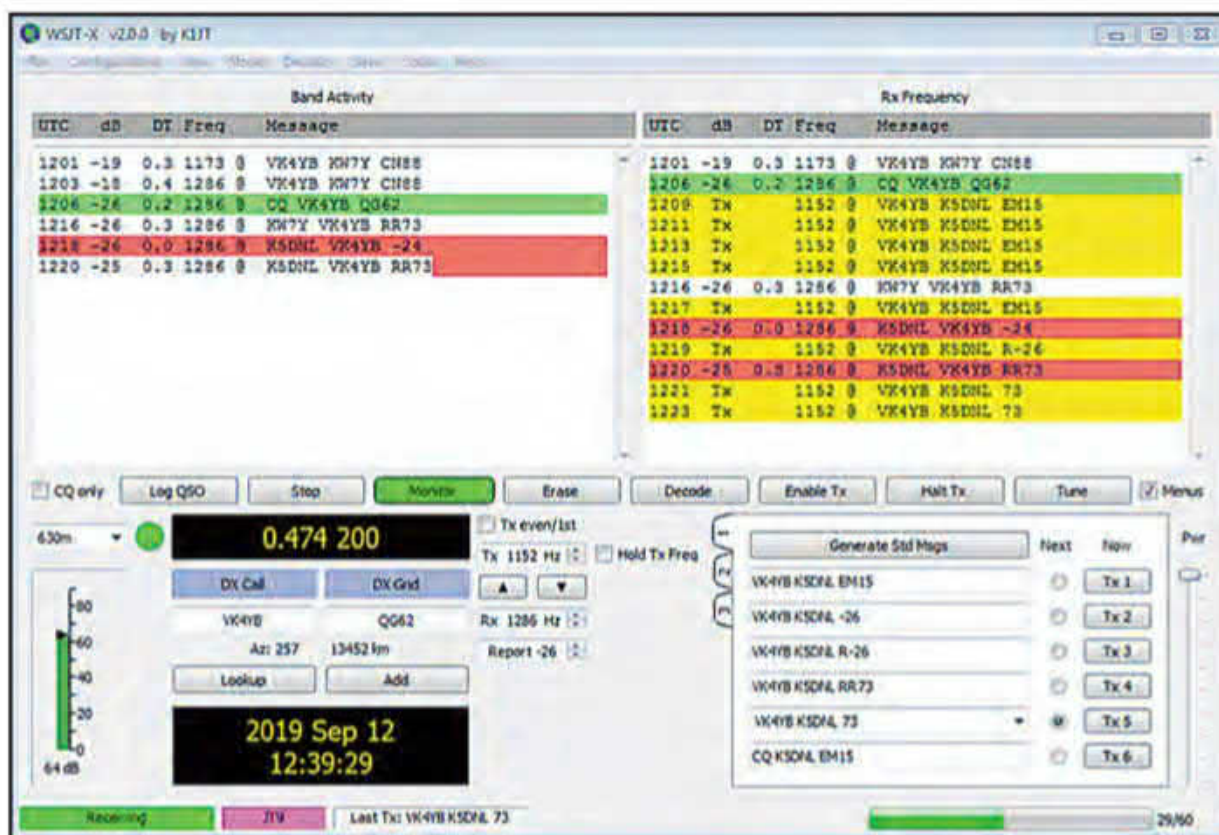 WSJT-X v2.0.0 by K1JT
Band Activity
UTC dB DT Freq Message
1201 -19 0.3 1173 @ VK4YB KW7Y CN88
1203 -18 0.4 1286 @ VK4YB KW7Y CN88
1206 -26 0.2 1286 @ CQ VK4YB QG62
1216 -26 0.3 1286 @ KW7Y VK4YB RR73
1218 -26 0.0 1286 @ K5DNL VK4YB -24
1220 -25 0.3 1286 @ K5DNL VK4YB RR73
Rx Frequency
UTC dB DT Freq Message
1201 -19 0.3 1173 @ VK4YB KW7Y CN88
1206 -26 0.2 1286 @ CQ VK4YB QG62
1209 Tx 1152 @ VK4YB K5DNL EM15
1211 Tx 1152 @ VK4YB K5DNL EM15
1213 Tx 1152 @ VK4YB K5DNL EM15
1215 Tx 1152 @ VK4YB K5DNL EM15
1216 -26 0.3 1286 @ KW7Y VK4YB RR73
1217 Tx 1152 @ VK4YB K5DNL EM15
1218 -26 0.0 1286 @ K5DNL VK4YB -24
1219 Tx 1152 @ VK4YB K5DNL R-26
1220 -25 0.3 1286 @ K5DNL VK4YB RR73
1221 Tx 1152 @ VK4YB K5DNL 73
1223 Tx 1152 @ VK4YB K5DNL 73
CQ only Log QSO Stop Monitor Erase Decode Enable Tx Halt Tx Tune Menus
630m
0.474 200
Tx even/1st
Tx 1152 Hz
Hold Tx Freq
DX Call DX Grid
VK4YB QG62
Rx 1286 Hz
Az: 257 13452 km
Report -26
Lookup Add
2019 Sep 12
12:39:29
80
60
40
20
0
64 dB
1
2
3
Generate Std Msgs Next Now Pwr
VK4YB K5DNL EM15 Tx 1
VK4YB K5DNL -26 Tx 2
VK4YB K5DNL R-26 Tx 3
VK4YB K5DNL RR73 Tx 4
VK4YB K5DNL 73 Tx 5
CQ K5DNL EM15 Tx 6
Receiving JT9 Last Tx: VK4YB K5DNL 73 29/60